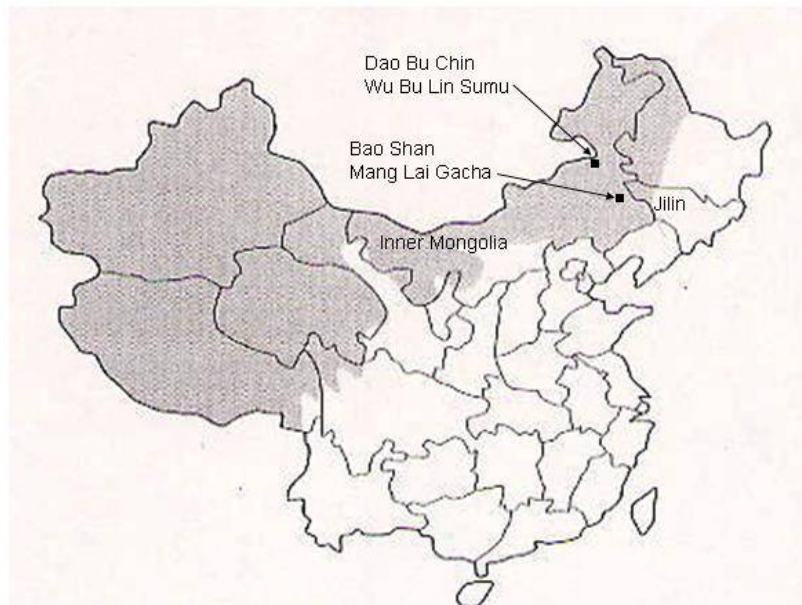 Dao Bu Chin
Wu Bu Lin Sumu
Bao Shan
Mang Lai Gacha
Jilin
Inner Mongolia